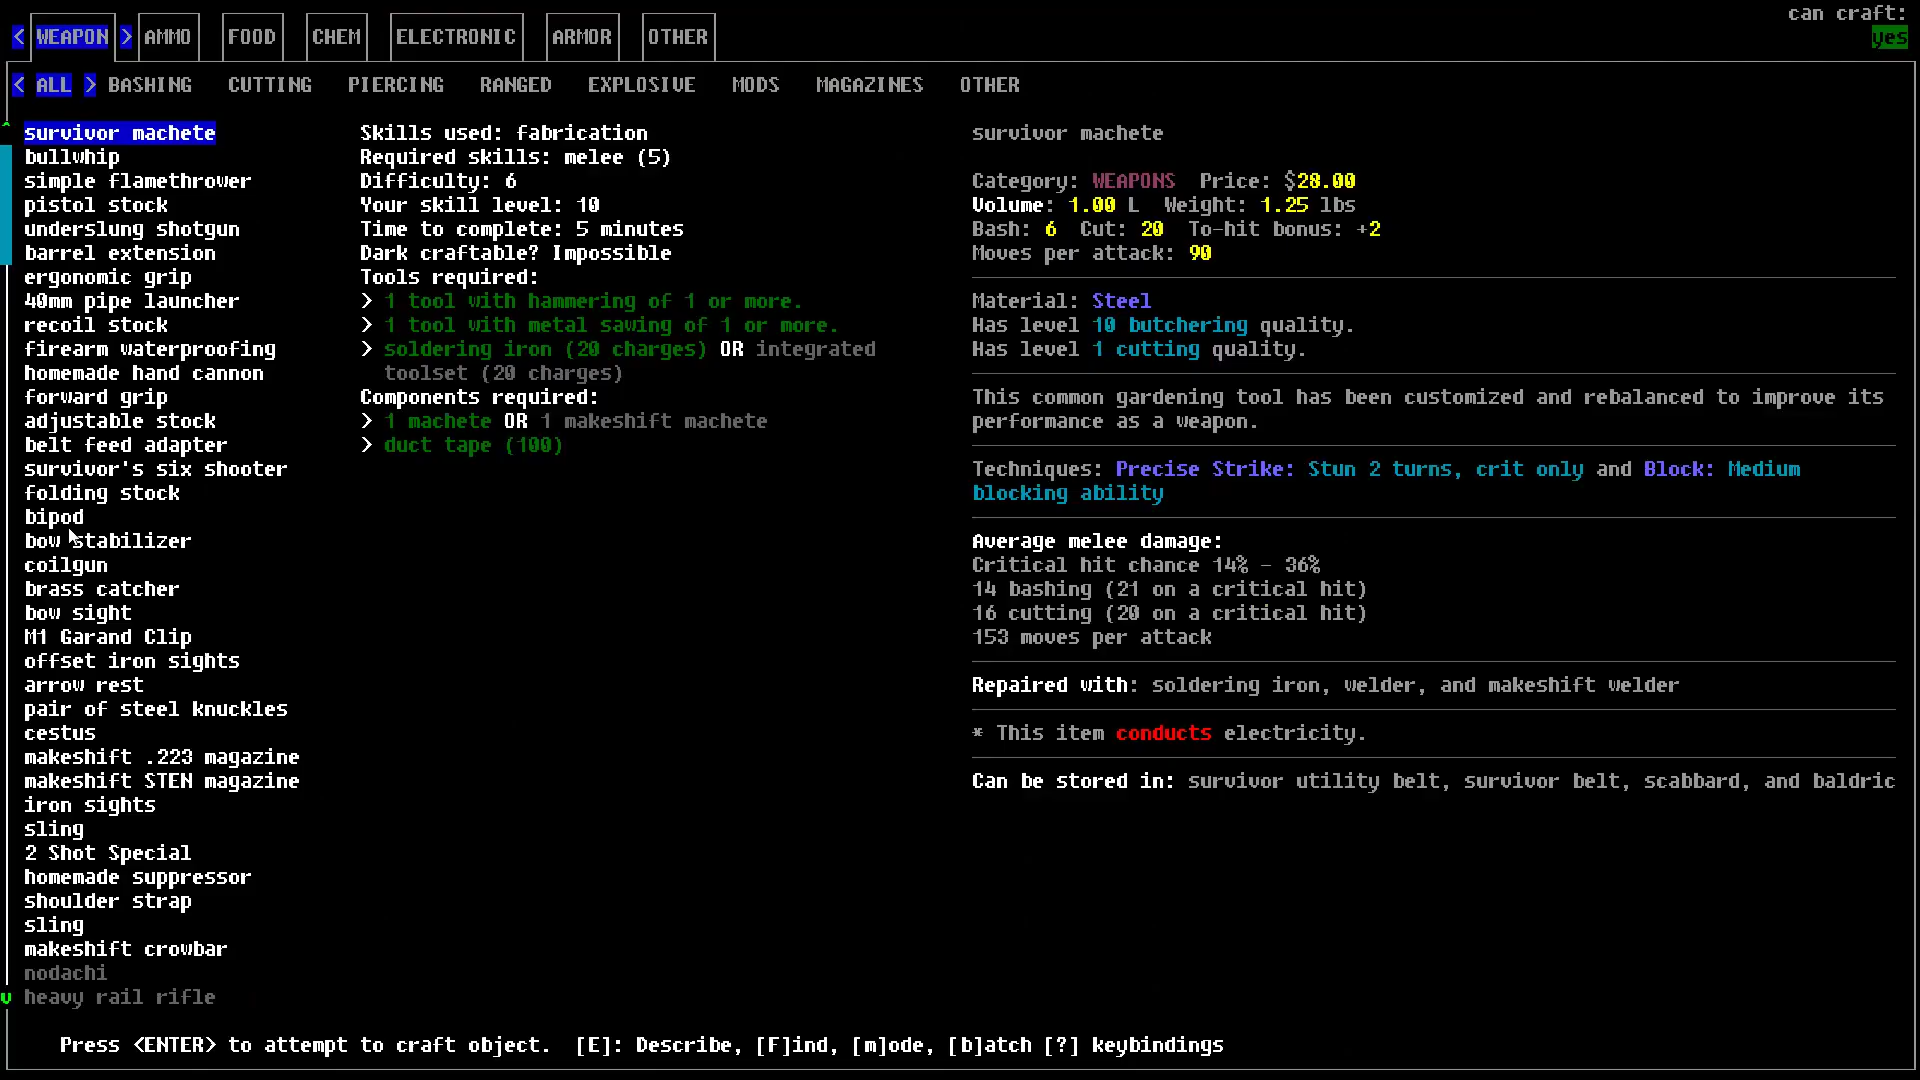 can craft:
< WEAPON > AMMO FOOD CHEM ELECTRONIC ARMOR OTHER
yes
< ALL > BASHING CUTTING PIERCING RANGED EXPLOSIVE MODS MAGAZINES OTHER
survivor machete
bullwhip
simple flamethrower
pistol stock
underslung shotgun
barrel extension
ergonomic grip
40mm pipe launcher
recoil stock
firearm waterproofing
homemade hand cannon
forward grip
adjustable stock
belt feed adapter
survivor's six shooter
folding stock
bipod
bow stabilizer
coilgun
brass catcher
bow sight
M1 Garand Clip
offset iron sights
arrow rest
pair of steel knuckles
cestus
makeshift .223 magazine
makeshift STEN magazine
iron sights
sling
2 Shot Special
homemade suppressor
shoulder strap
sling
makeshift crowbar
nodachi
v heavy rail rifle
Skills used: fabrication
Required skills: melee (5)
Difficulty: 6
Your skill level: 10
Time to complete: 5 minutes
Dark craftable? Impossible
Tools required:
> 1 tool with hammering of 1 or more.
> 1 tool with metal sawing of 1 or more.
> soldering iron (20 charges) OR integrated
toolset (20 charges)
Components required:
> 1 machete OR 1 makeshift machete
> duct tape (100)
survivor machete
Category: WEAPONS Price: $28.00
Volume: 1.00 L Weight: 1.25 lbs
Bash: 6 Cut: 20 To-hit bonus: +2
Moves per attack: 90
Material: Steel
Has level 10 butchering quality.
Has level 1 cutting quality.
This common gardening tool has been customized and rebalanced to improve its
performance as a weapon.
Techniques: Precise Strike: Stun 2 turns, crit only and Block: Medium
blocking ability
Average melee damage:
Critical hit chance 14% - 36%
14 bashing (21 on a critical hit)
16 cutting (20 on a critical hit)
153 moves per attack
Repaired with: soldering iron, welder, and makeshift welder
* This item conducts electricity.
Can be stored in: survivor utility belt, survivor belt, scabbard, and baldric
Press <ENTER> to attempt to craft object. [E]: Describe, [F]ind, [m]ode, [b]atch [?] keybindings